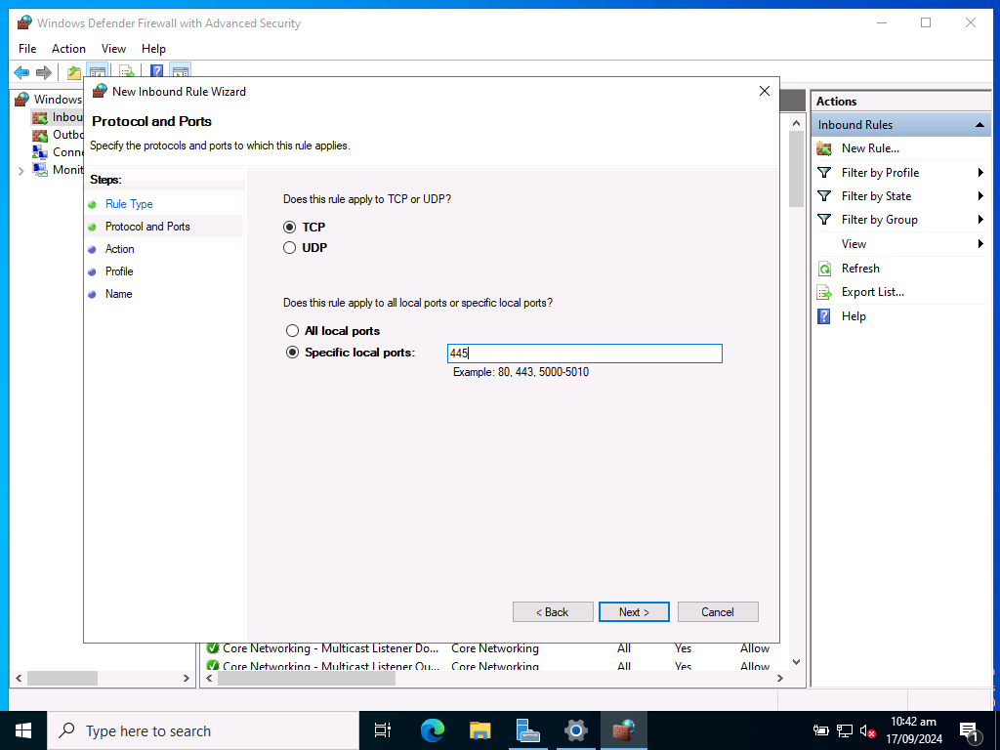 Windows Defender Firewall with Advanced Security
File Action View Help
Windows
Inbou
Outbo
Conne
Monit
New Inbound Rule Wizard
Protocol and Ports
Specify the protocols and ports to which this rule applies.
Steps:
Rule Type
Protocol and Ports
Action
Profile
Name
Does this rule apply to TCP or UDP?
TCP
UDP
Does this rule apply to all local ports or specific local ports?
All local ports
Specific local ports: 445
Example: 80, 443, 5000-5010
< Back Next > Cancel
Core Networking - Multicast Listener Do... Core Networking All Yes Allow
Core Networking - Multicast Listener Qu... Core Networking All Yes Allow
Actions
Inbound Rules
New Rule...
Filter by Profile
Filter by State
Filter by Group
View
Refresh
Export List...
Help
Type here to search
10:42 am
17/09/2024
1